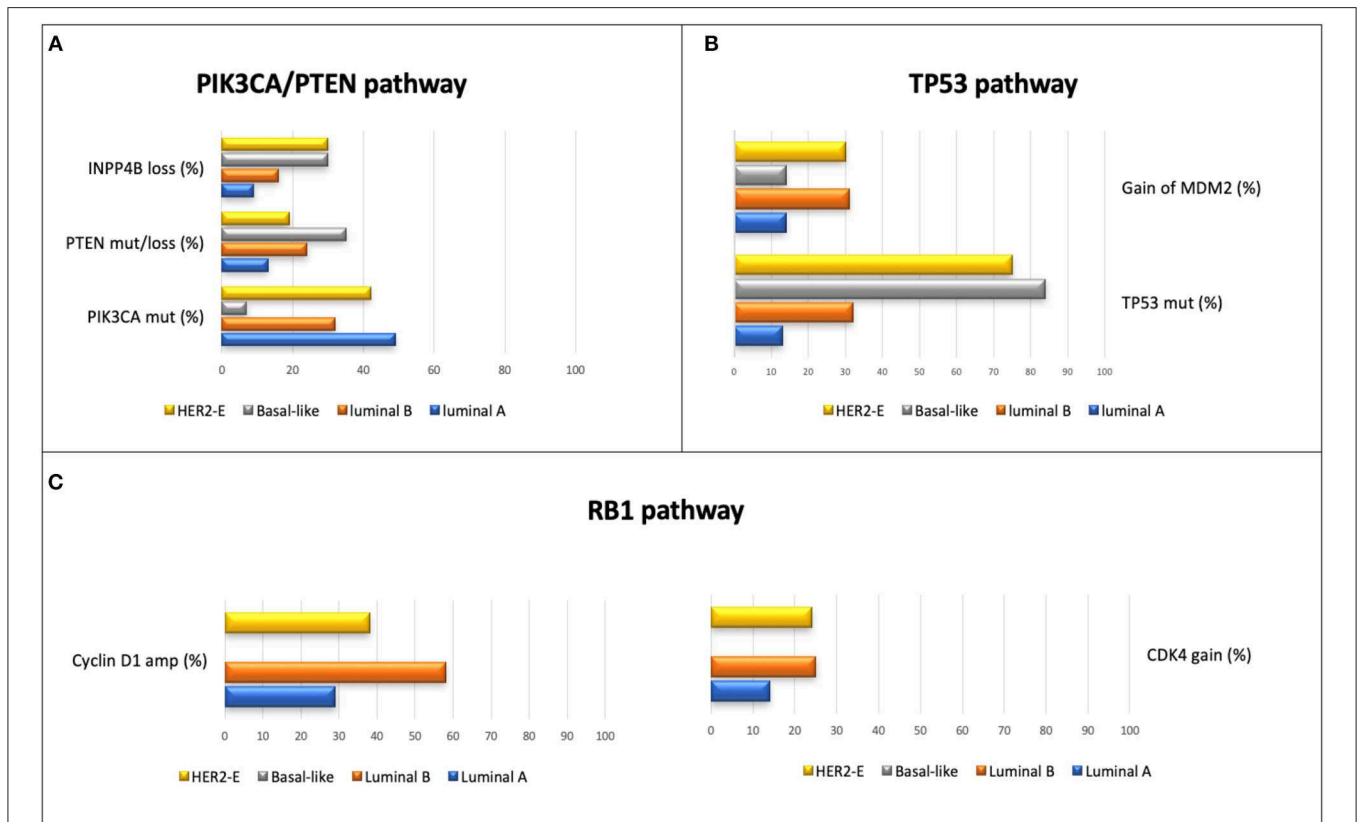 A
PIK3CA/PTEN pathway
INPP4B loss (%)
PTEN mut/loss (%)
PIK3CA mut (%)
0 20 40 60 80 100
HER2-E Basal-like luminal B luminal A
B
TP53 pathway
Gain of MDM2 (%)
TP53 mut (%)
0 10 20 30 40 50 60 70 80 90 100
HER2-E Basal-like luminal B luminal A
C
RB1 pathway
Cyclin D1 amp (%)
0 10 20 30 40 50 60 70 80 90 100
HER2-E Basal-like Luminal B Luminal A
CDK4 gain (%)
0 10 20 30 40 50 60 70 80 90 100
HER2-E Basal-like Luminal B Luminal A